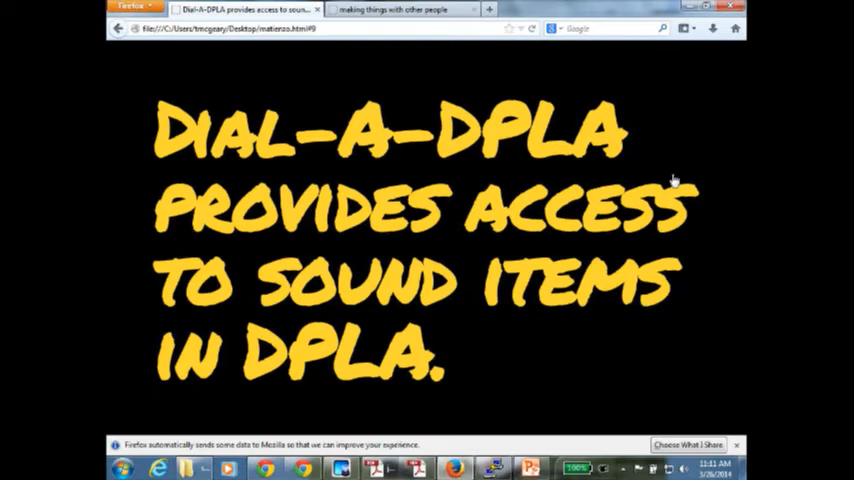 Firefox
Dial-A-DPLA provides access to soun...
making things with other people
file:///C:/Users/tmcgeary/Desktop/matienzo.html#9
Google
DIAL-A-DPLA
PROVIDES ACCESS
TO SOUND ITEMS
IN DPLA.
Firefox automatically sends some data to Mozilla so that we can improve your experience.
Choose What I Share
100%
11:11 AM
3/26/2014